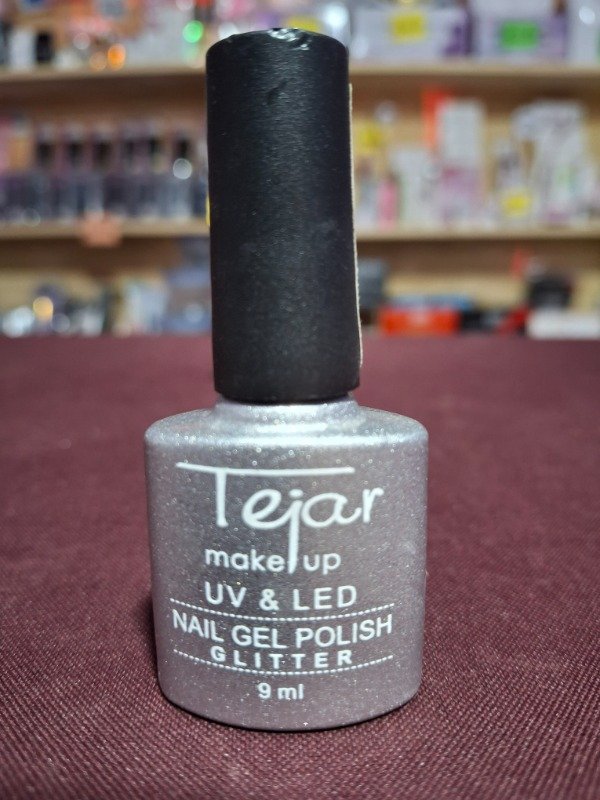 Tejar
make up
UV & LED
NAIL GEL POLISH
GLITTER
9 ml